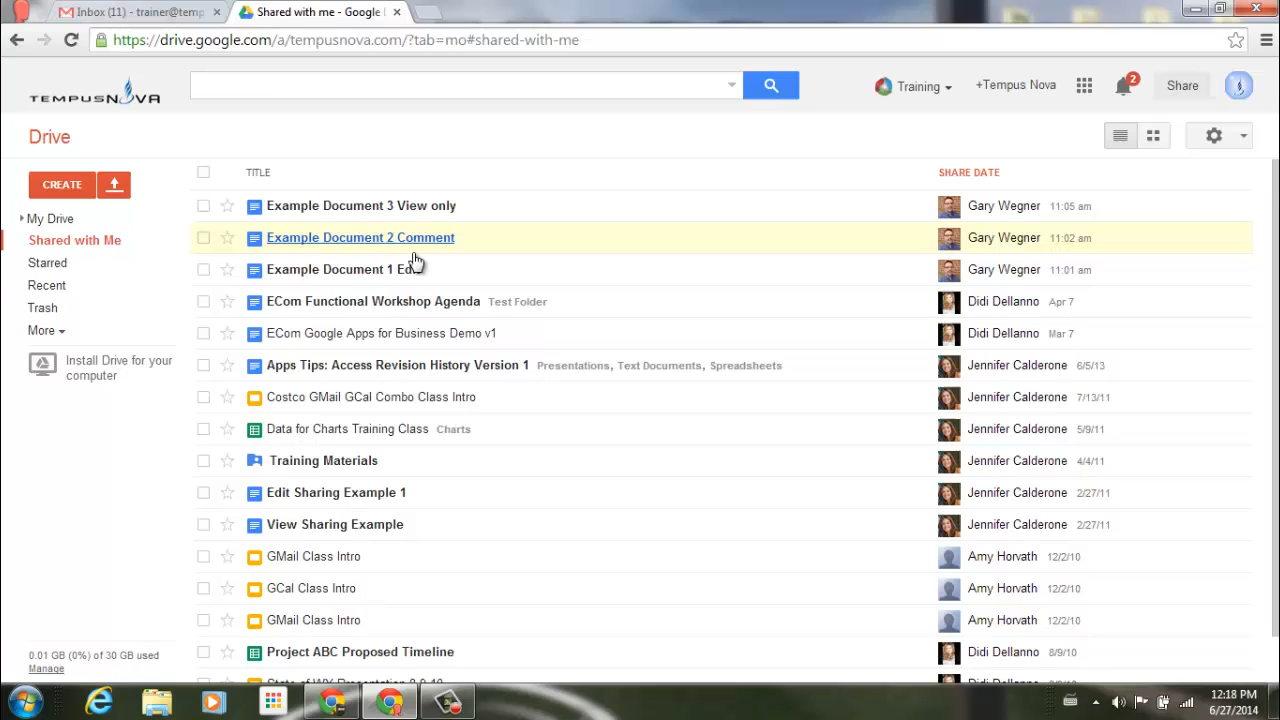 Inbox (11) - trainer@temp
Shared with me - Google
https://drive.google.com/a/tempusnova.com/?tab=mo#shared-with-me
TEMPUSNOVA
Training
+Tempus Nova
2
Share
Drive
CREATE
My Drive
Shared with Me
Starred
Recent
Trash
More
Install Drive for your
computer
0.01 GB (0%) of 30 GB used
Manage
TITLE SHARE DATE
Example Document 3 View only Gary Wegner 11:05 am
Example Document 2 Comment Gary Wegner 11:02 am
Example Document 1 Gary Wegner 11:01 am
ECom Functional Workshop Agenda Test Folder Didi Dellanno Apr 7
ECom Google Apps for Business Demo v1 Didi Dellanno Mar 7
Apps Tips: Access Revision History Version 1 Presentations, Text Documents, Spreadsheets Jennifer Calderone 6/5/13
Costco GMail GCal Combo Class Intro Jennifer Calderone 7/13/11
Data for Charts Training Class Charts Jennifer Calderone 5/9/11
Training Materials Jennifer Calderone 4/4/11
Edit Sharing Example 1 Jennifer Calderone 2/27/11
View Sharing Example Jennifer Calderone 2/27/11
GMail Class Intro Amy Horvath 12/2/10
GCal Class Intro Amy Horvath 12/2/10
GMail Class Intro Amy Horvath 12/2/10
Project ABC Proposed Timeline Didi Dellanno 8/9/10
12:18 PM
6/27/2014